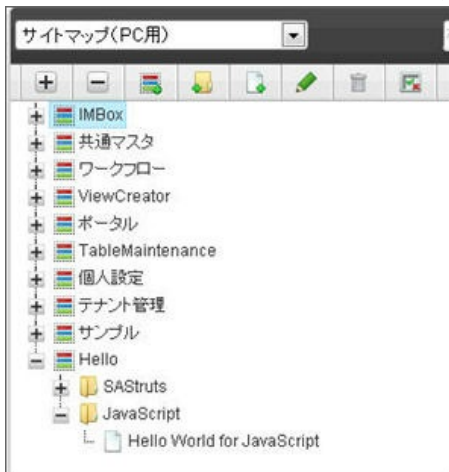 サイトマップ(PC用)
IMBox
共通マスタ
ワークフロー
ViewCreator
ポータル
TableMaintenance
個人設定
テナント管理
サンプル
Hello
SAStruts
JavaScript
Hello World for JavaScript